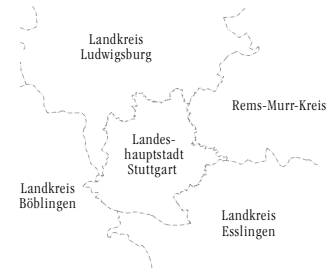 Landkreis
Ludwigsburg
Rems-Murr-Kreis
Landes-
hauptstadt
Stuttgart
Landkreis
Böblingen
Landkreis
Esslingen